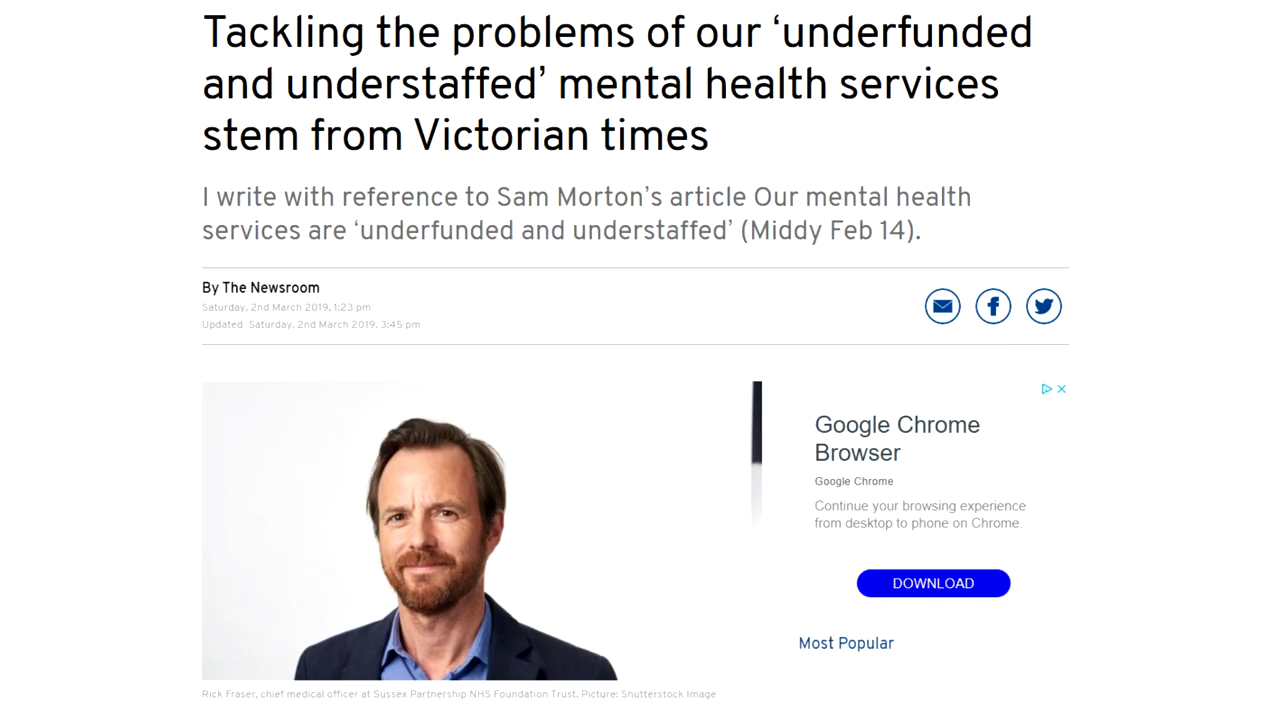 Tackling the problems of our ‘underfunded
and understaffed’ mental health services
stem from Victorian times
I write with reference to Sam Morton’s article Our mental health
services are ‘underfunded and understaffed’ (Middy Feb 14).
By The Newsroom
Saturday, 2nd March 2019, 1:23 pm
Updated Saturday, 2nd March 2019, 3:45 pm
Google Chrome
Browser
Google Chrome
Continue your browsing experience
from desktop to phone on Chrome.
DOWNLOAD
Most Popular
Rick Fraser, chief medical officer at Sussex Partnership NHS Foundation Trust. Picture: Shutterstock Image